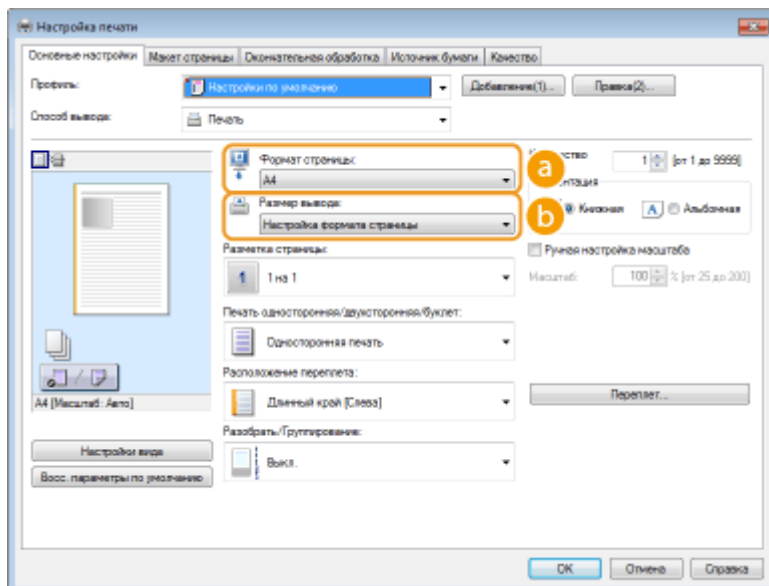 Настройка печати
Основные настройки Макет страницы Окончательная обработка Источник бумаги Качество
Профиль: Настройки по умолчанию Добавление(1)... Правка(2)...
Способ вывода: Печать
Формат страницы:
A4
a
1 [от 1 до 9999]
Размер вывода:
Настройка формата страницы
b
Книжная A Альбомная
Разметка страницы:
1 1 на 1
Ручная настройка масштаба
Масштаб: 100 % [от 25 до 200]
Печать односторонняя/двухсторонняя/буклет:
Односторонняя печать
Расположение переплета:
Длинный край [Слева]
Переплет...
A4 [Масштаб: Авто]
Разобрать/Группирование:
Выкл.
Настройки вида
Восс. параметры по умолчанию
OK Отмена Справка